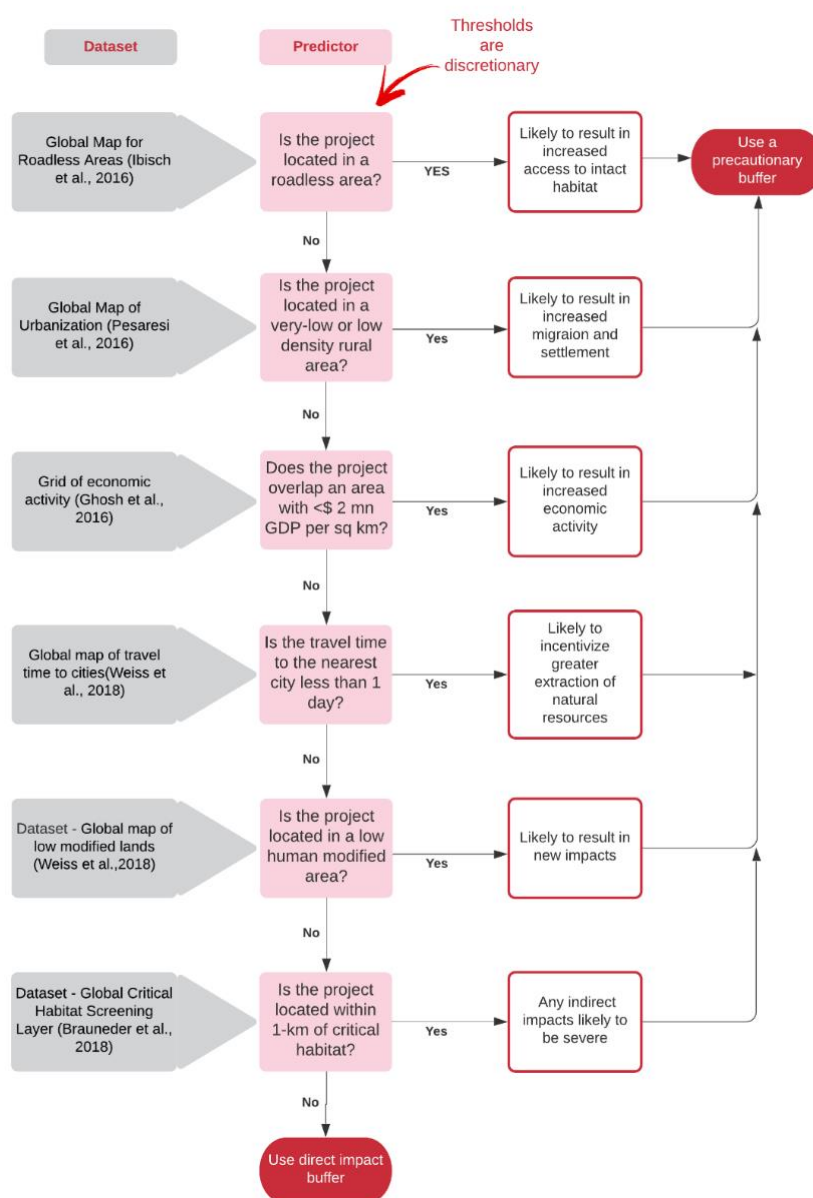 Dataset
Predictor
Thresholds
are
discretionary
Global Map for
Roadless Areas (Ibisch
et al., 2016)
Is the project
located in a
roadless area?
YES
Likely to result in
increased
access to intact
habitat
Use a
precautionary
buffer
No
Global Map of
Urbanization (Pesaresi
et al., 2016)
Is the project
located in a
very-low or low
density rural
area?
Yes
Likely to result in
increased
migraion and
settlement
No
Grid of economic
activity (Ghosh et al.,
2016)
Does the project
overlap an area
with <$ 2 mn
GDP per sq km?
Yes
Likely to result in
increased
economic
activity
No
Global map of travel
time to cities(Weiss et
al., 2018)
Is the travel time
to the nearest
city less than 1
day?
Yes
Likely to
incentivize
greater
extraction of
natural
resources
No
Dataset - Global map of
low modified lands
(Weiss et al.,2018)
Is the project
located in a low
human modified
area?
Yes
Likely to result in
new impacts
No
Dataset - Global Critical
Habitat Screening
Layer (Brauneder et al.,
2018)
Is the project
located within
1-km of critical
habitat?
Yes
Any indirect
impacts likely to
be severe
No
Use direct impact
buffer